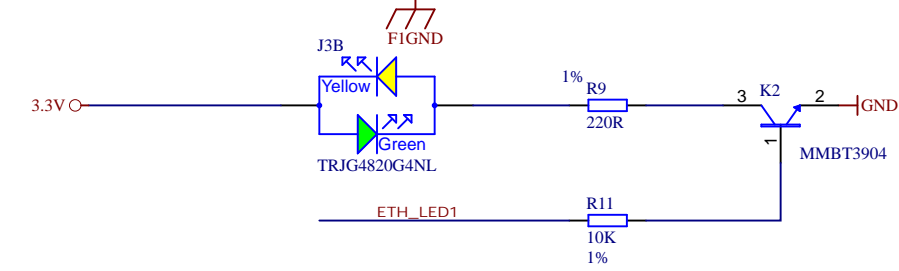 F1GND
J3B
Yellow
3.3V
Green
TRJG4820G4NL
1%
R9
220R
3
K2
2
GND
1
MMBT3904
ETH_LED1
R11
10K
1%